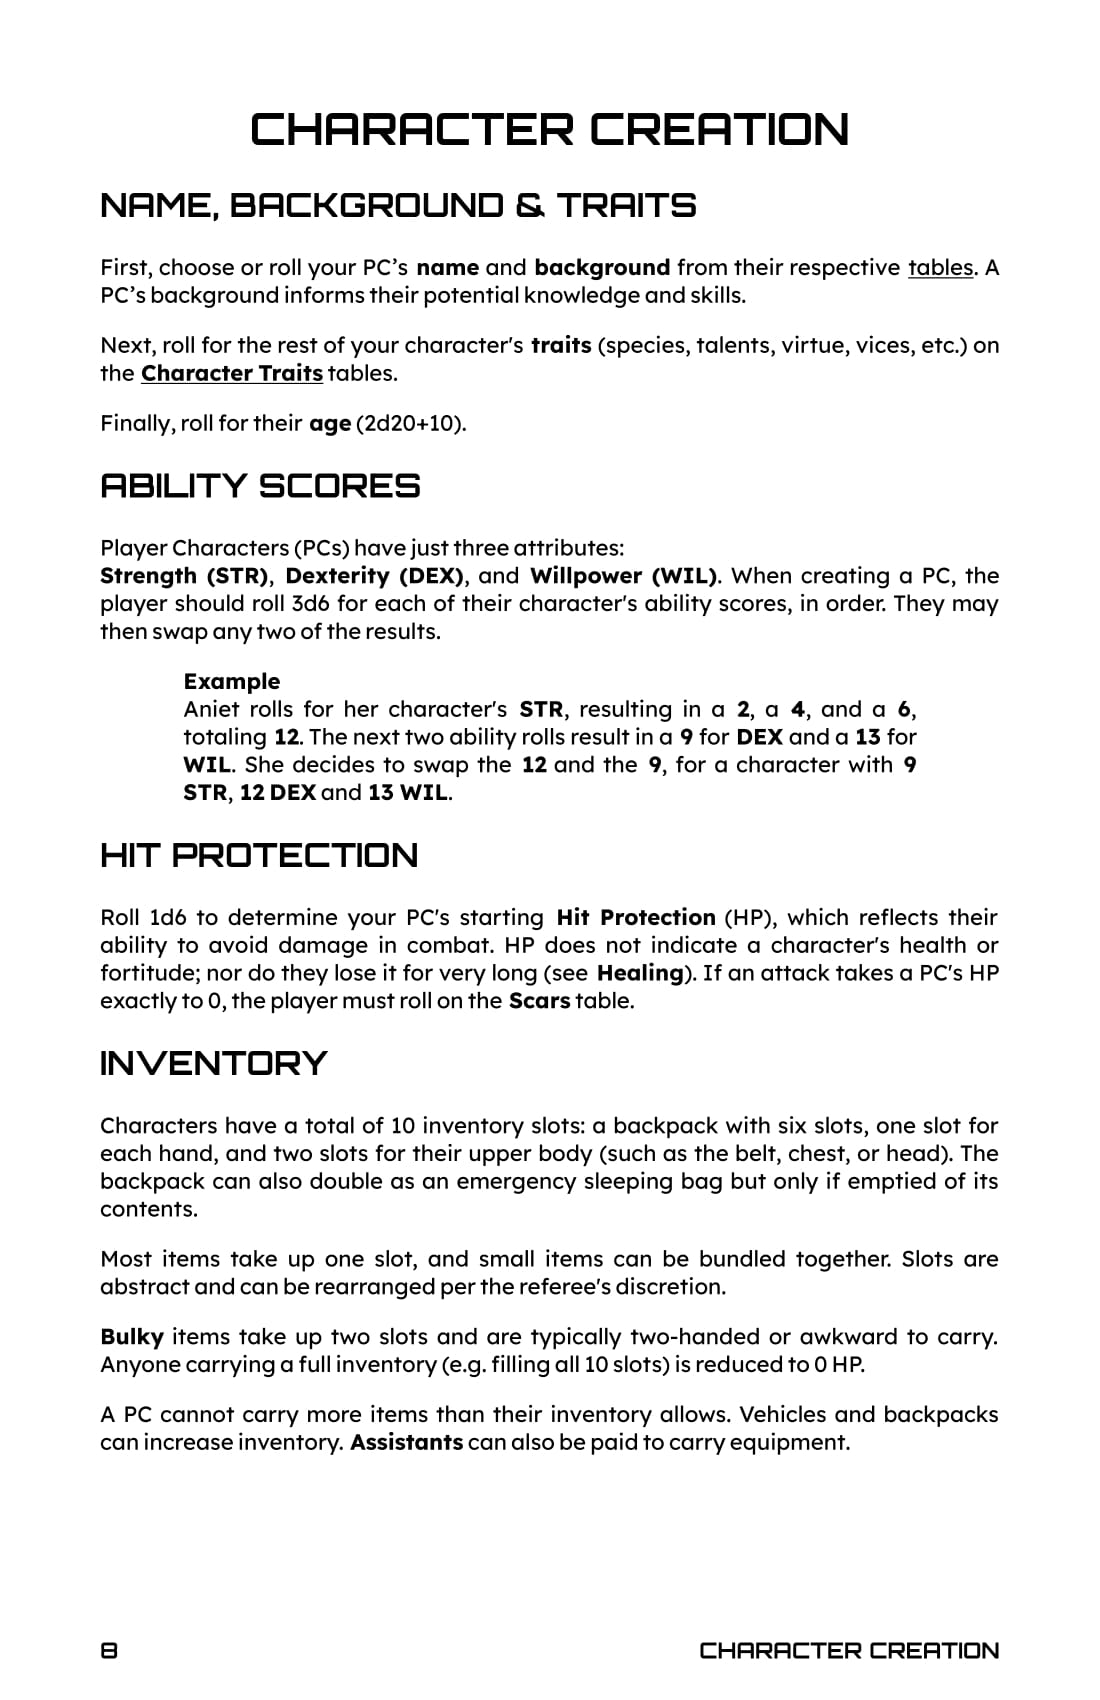 CHARACTER CREATION
NAME, BACKGROUND & TRAITS
First, choose or roll your PC’s name and background from their respective tables. A
PC’s background informs their potential knowledge and skills.
Next, roll for the rest of your character's traits (species, talents, virtue, vices, etc.) on
the Character Traits tables.
Finally, roll for their age (2d20+10).
ABILITY SCORES
Player Characters (PCs) have just three attributes:
Strength (STR), Dexterity (DEX), and Willpower (WIL). When creating a PC, the
player should roll 3d6 for each of their character's ability scores, in order. They may
then swap any two of the results.
Example
Aniet rolls for her character's STR, resulting in a 2, a 4, and a 6,
totaling 12. The next two ability rolls result in a 9 for DEX and a 13 for
WIL. She decides to swap the 12 and the 9, for a character with 9
STR, 12 DEX and 13 WIL.
HIT PROTECTION
Roll 1d6 to determine your PC's starting Hit Protection (HP), which reflects their
ability to avoid damage in combat. HP does not indicate a character's health or
fortitude; nor do they lose it for very long (see Healing). If an attack takes a PC's HP
exactly to 0, the player must roll on the Scars table.
INVENTORY
Characters have a total of 10 inventory slots: a backpack with six slots, one slot for
each hand, and two slots for their upper body (such as the belt, chest, or head). The
backpack can also double as an emergency sleeping bag but only if emptied of its
contents.
Most items take up one slot, and small items can be bundled together. Slots are
abstract and can be rearranged per the referee's discretion.
Bulky items take up two slots and are typically two-handed or awkward to carry.
Anyone carrying a full inventory (e.g. filling all 10 slots) is reduced to 0 HP.
A PC cannot carry more items than their inventory allows. Vehicles and backpacks
can increase inventory. Assistants can also be paid to carry equipment.
8
CHARACTER CREATION